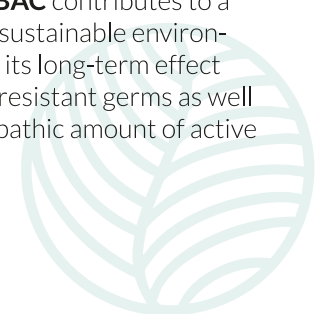 BAC contributes to a
sustainable environ-
its long-term effect
resistant germs as well
pathic amount of active